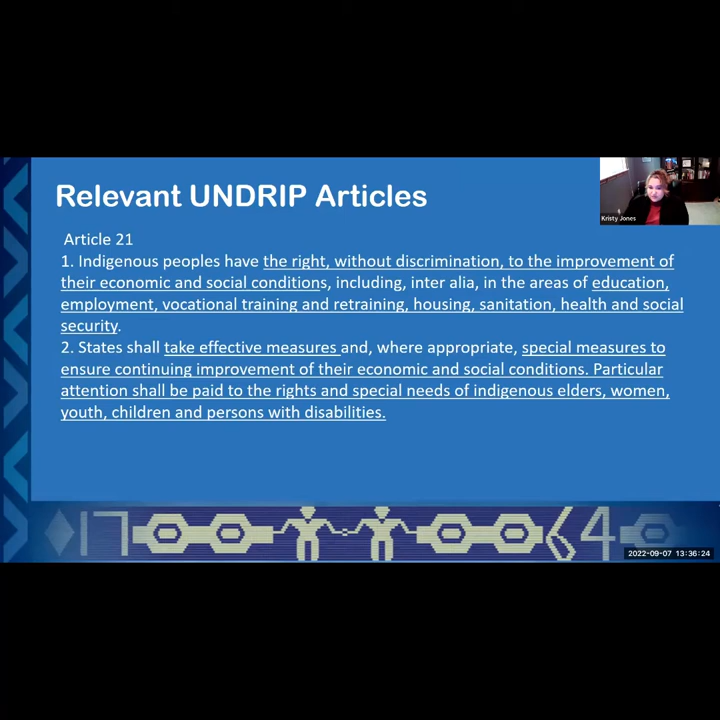 Relevant UNDRIP Articles
Kristy Jones
Article 21
1. Indigenous peoples have the right, without discrimination, to the improvement of
their economic and social conditions, including, inter alia, in the areas of education,
employment, vocational training and retraining, housing, sanitation, health and social
security.
2. States shall take effective measures and, where appropriate, special measures to
ensure continuing improvement of their economic and social conditions. Particular
attention shall be paid to the rights and special needs of indigenous elders, women,
youth, children and persons with disabilities.
17 64
2022-09-07 13:36:24